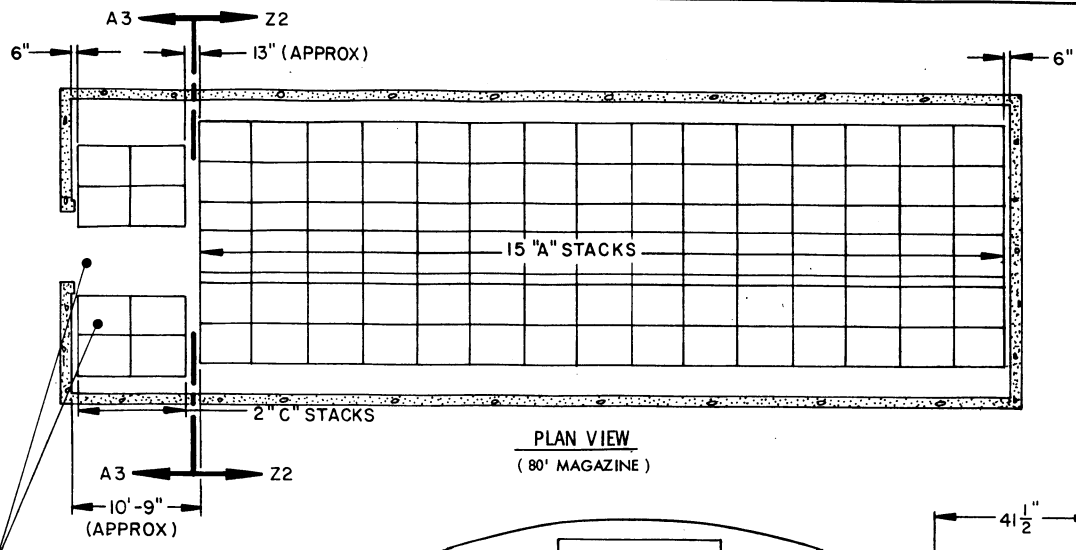 A3 Z2
6" 13" (APPROX) 6"
15 "A" STACKS
2 "C" STACKS
PLAN VIEW
( 80' MAGAZINE )
A3 Z2
10'-9"
(APPROX)
41 1/2"